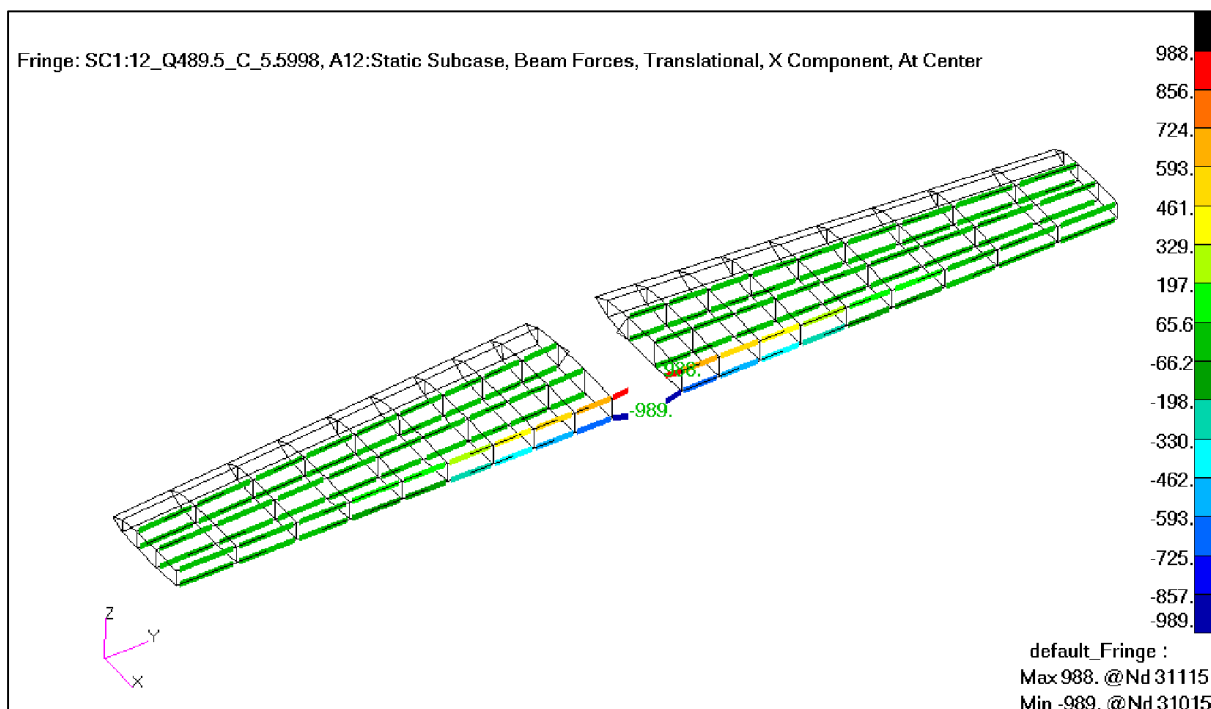 Fringe: SC1:12_Q489.5_C_5.5998, A12:Static Subcase, Beam Forces, Translational, X Component, At Center
988.
856.
724.
593.
461.
329.
197.
65.6
-66.2
-198.
-330.
-462.
-593.
-725.
-857.
-989.
988.
-989.
Z
Y
X
default_Fringe :
Max 988. @Nd 31115
Min -989. @Nd 31015